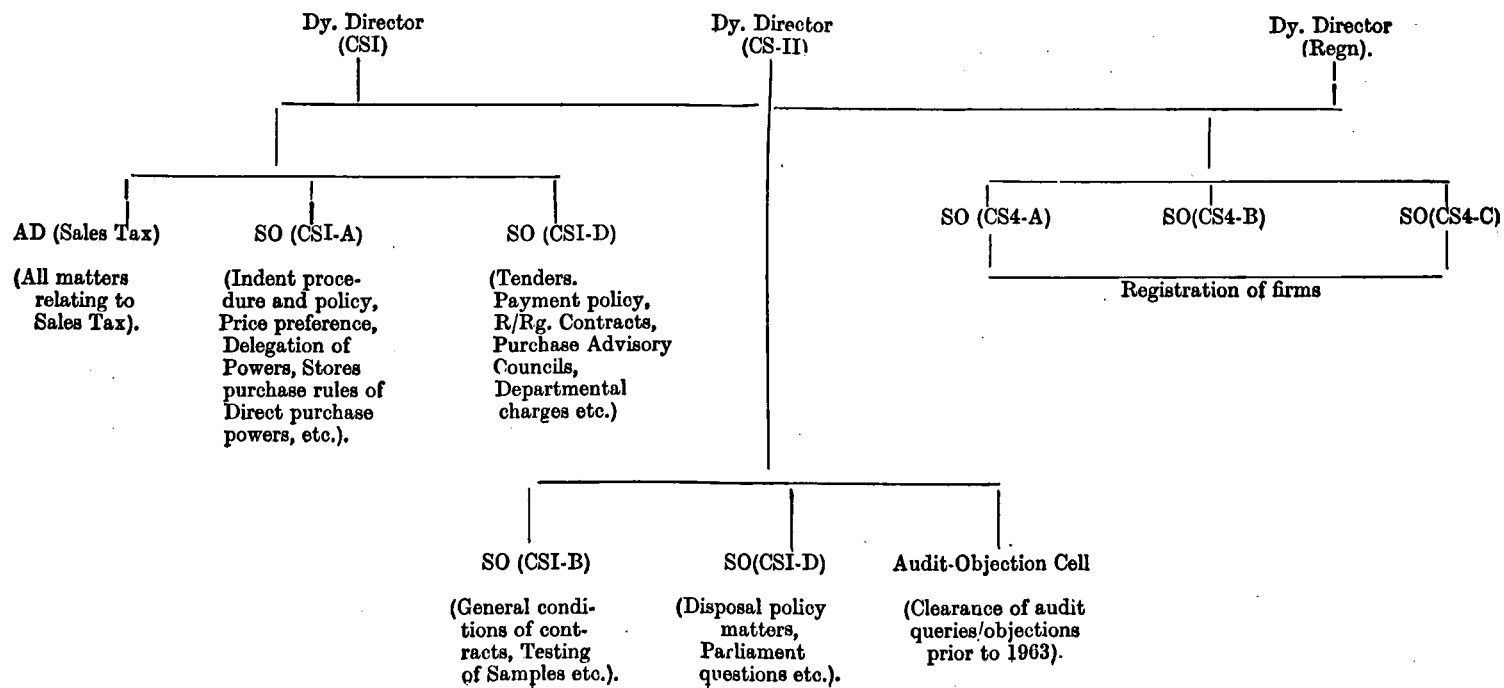 Dy. Director
(CSI)
Dy. Director
(CS-II)
Dy. Director
(Regn).
AD (Sales Tax)
(All matters
relating to
Sales Tax).
SO (CSI-A)
(Indent proce-
dure and policy,
Price preference,
Delegation of
Powers, Stores
purchase rules of
Direct purchase
powers, etc.).
SO (CSI-D)
(Tenders.
Payment policy,
R/Rg. Contracts,
Purchase Advisory
Councils,
Departmental
charges etc.)
SO (CS4-A)
SO(CS4-B)
SO(CS4-C)
Registration of firms
SO (CSI-B)
(General condi-
tions of cont-
racts, Testing
of Samples etc.).
SO(CSI-D)
(Disposal policy
matters,
Parliament
questions etc.).
Audit-Objection Cell
(Clearance of audit
queries/objections
prior to 1963).